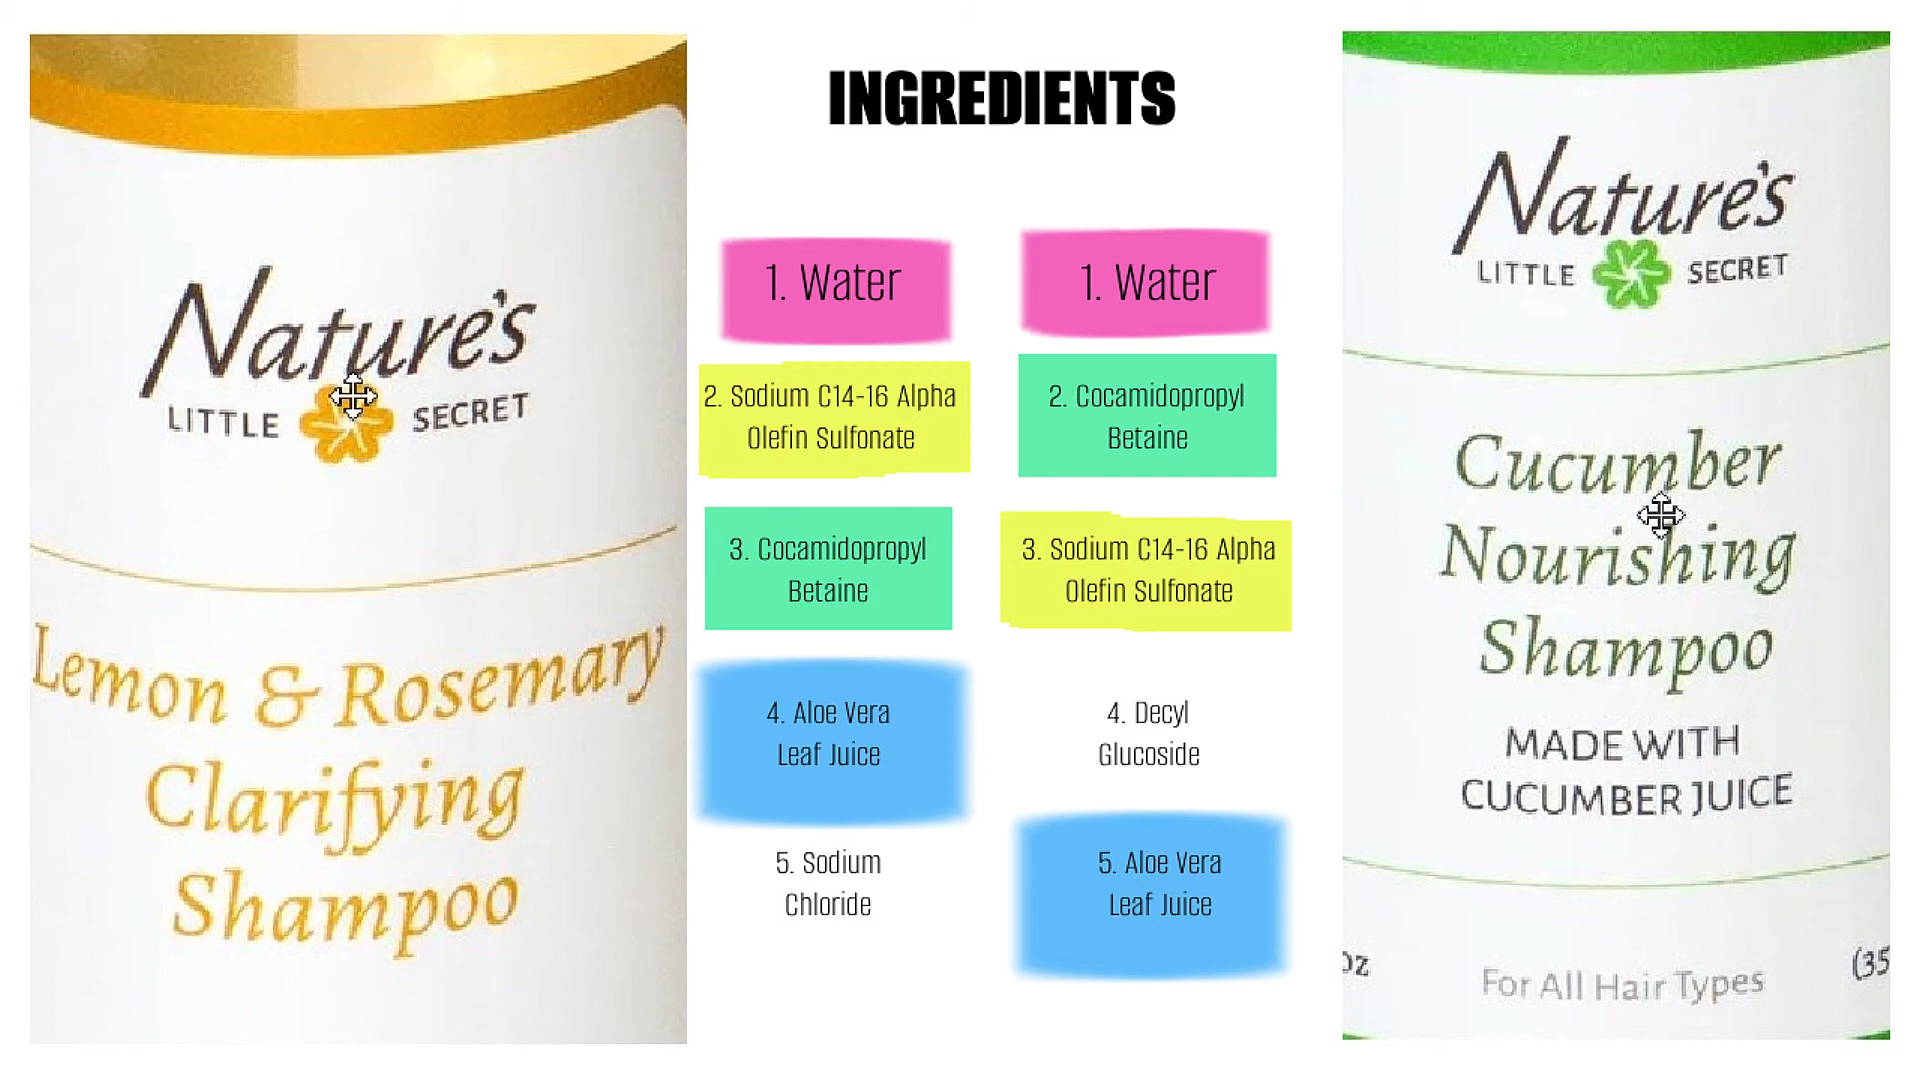 Nature's
LITTLE SECRET
Lemon & Rosemary
Clarifying
Shampoo
INGREDIENTS
1. Water
2. Sodium C14-16 Alpha
Olefin Sulfonate
3. Cocamidopropyl
Betaine
4. Aloe Vera
Leaf Juice
5. Sodium
Chloride
1. Water
2. Cocamidopropyl
Betaine
3. Sodium C14-16 Alpha
Olefin Sulfonate
4. Decyl
Glucoside
5. Aloe Vera
Leaf Juice
Nature's
LITTLE SECRET
Cucumber
Nourishing
Shampoo
MADE WITH
CUCUMBER JUICE
oz (35
For All Hair Types